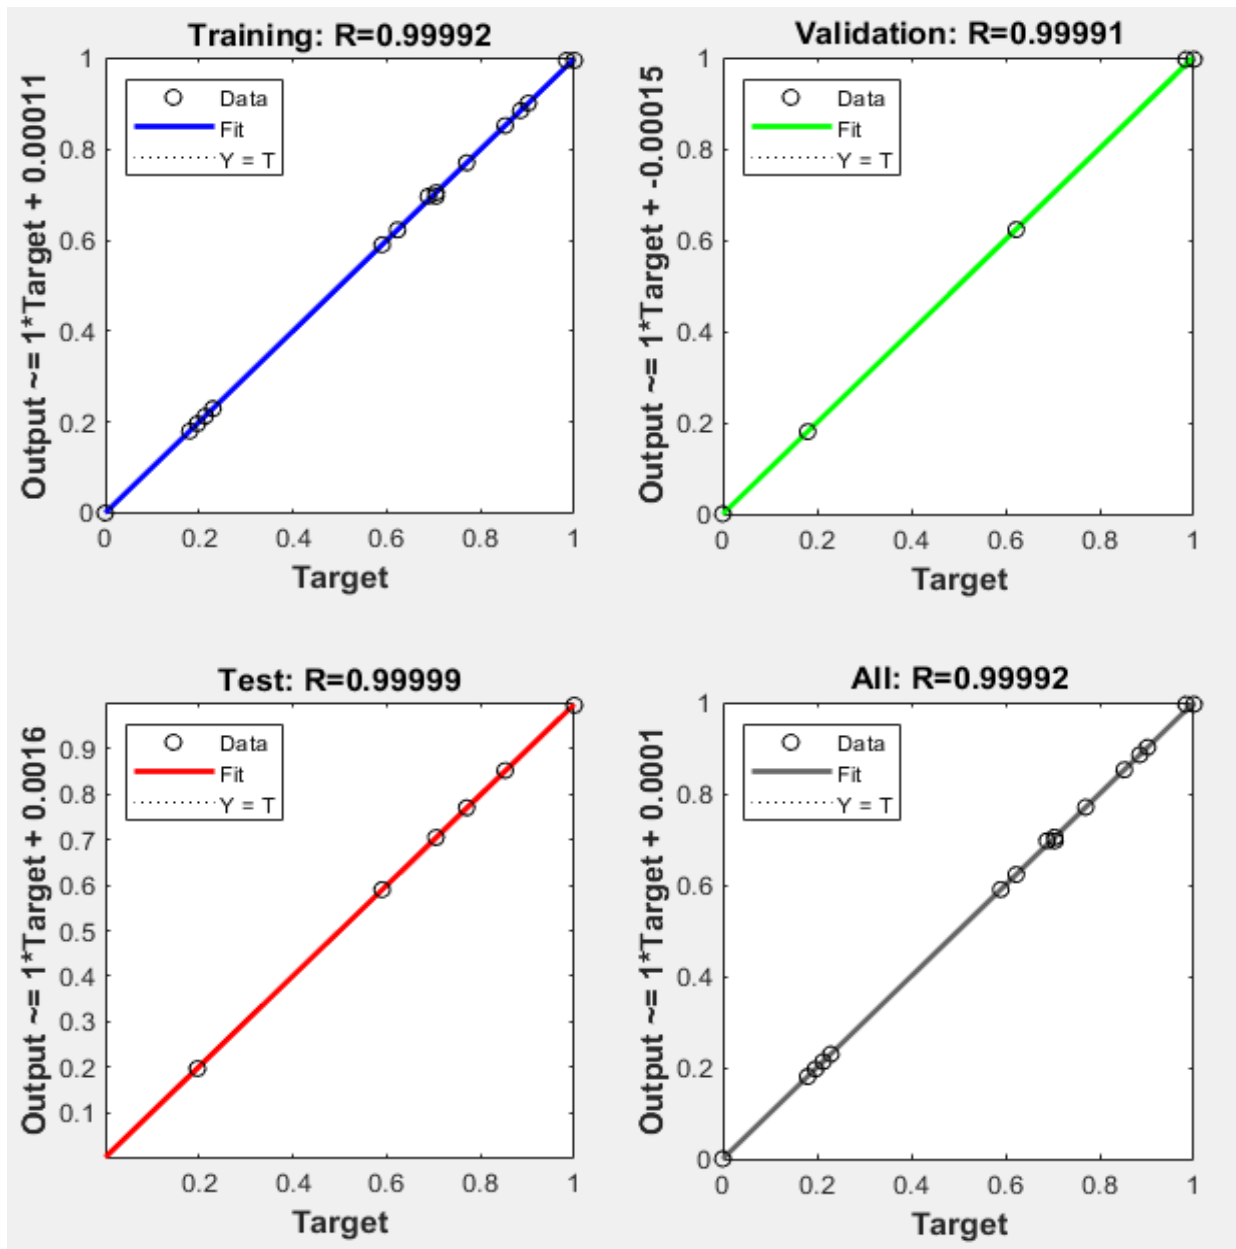 Training: R=0.99992
Output ~= 1*Target + 0.00011
Data
Fit
Y = T
1
0.8
0.6
0.4
0.2
0
0 0.2 0.4 0.6 0.8 1
Target
Validation: R=0.99991
Output ~= 1*Target + -0.00015
Data
Fit
Y = T
1
0.8
0.6
0.4
0.2
0
0 0.2 0.4 0.6 0.8 1
Target
Test: R=0.99999
Output ~= 1*Target + 0.0016
Data
Fit
Y = T
0.9
0.8
0.7
0.6
0.5
0.4
0.3
0.2
0.1
0.2 0.4 0.6 0.8 1
Target
All: R=0.99992
Output ~= 1*Target + 0.0001
Data
Fit
Y = T
1
0.8
0.6
0.4
0.2
0
0 0.2 0.4 0.6 0.8 1
Target